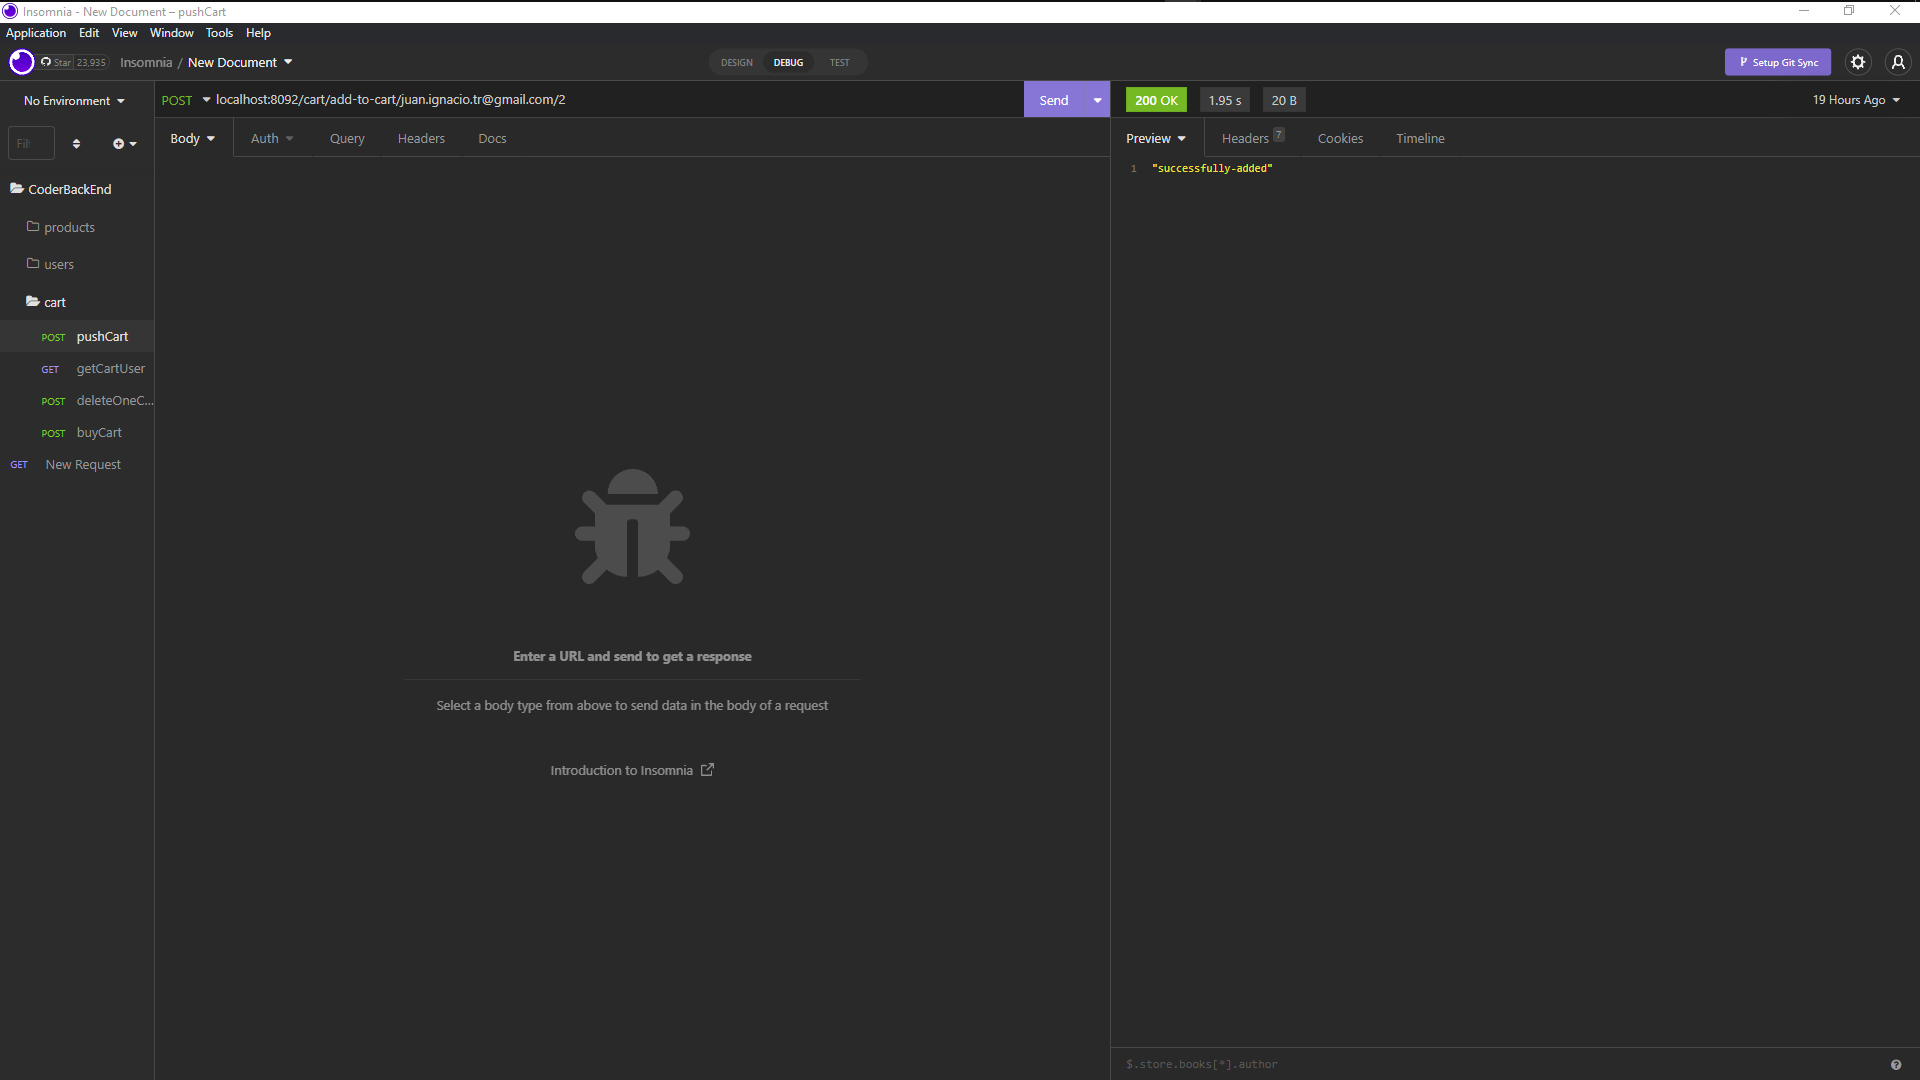 Insomnia - New Document – pushCart
Application Edit View Window Tools Help
Star 23,935 Insomnia / New Document DESIGN DEBUG TEST Setup Git Sync
No Environment POST localhost:8092/cart/add-to-cart/juan.ignacio.tr@gmail.com/2 Send 200 OK 1.95 s 20 B 19 Hours Ago
Body Auth Query Headers Docs Preview Headers 7 Cookies Timeline
1 "successfully-added"
CoderBackEnd
products
users
cart
POST pushCart
GET getCartUser
POST deleteOneC...
POST buyCart
GET New Request
Enter a URL and send to get a response
Select a body type from above to send data in the body of a request
Introduction to Insomnia
$.store.books[*].author